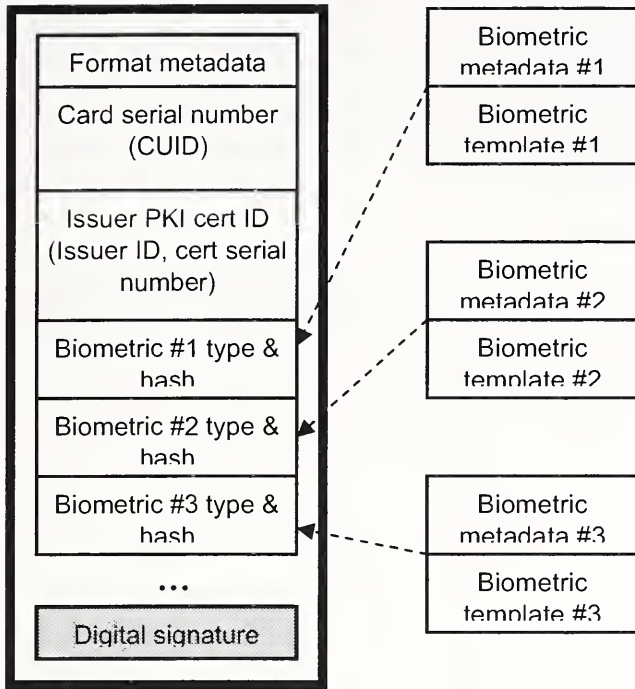 Format metadata
Card serial number
(CUID)
Issuer PKI cert ID
(Issuer ID, cert serial
number)
Biometric #1 type &
hash
Biometric #2 type &
hash
Biometric #3 type &
hash
...
Digital signature
Biometric
metadata #1
Biometric
template #1
Biometric
metadata #2
Biometric
template #2
Biometric
metadata #3
Biometric
template #3